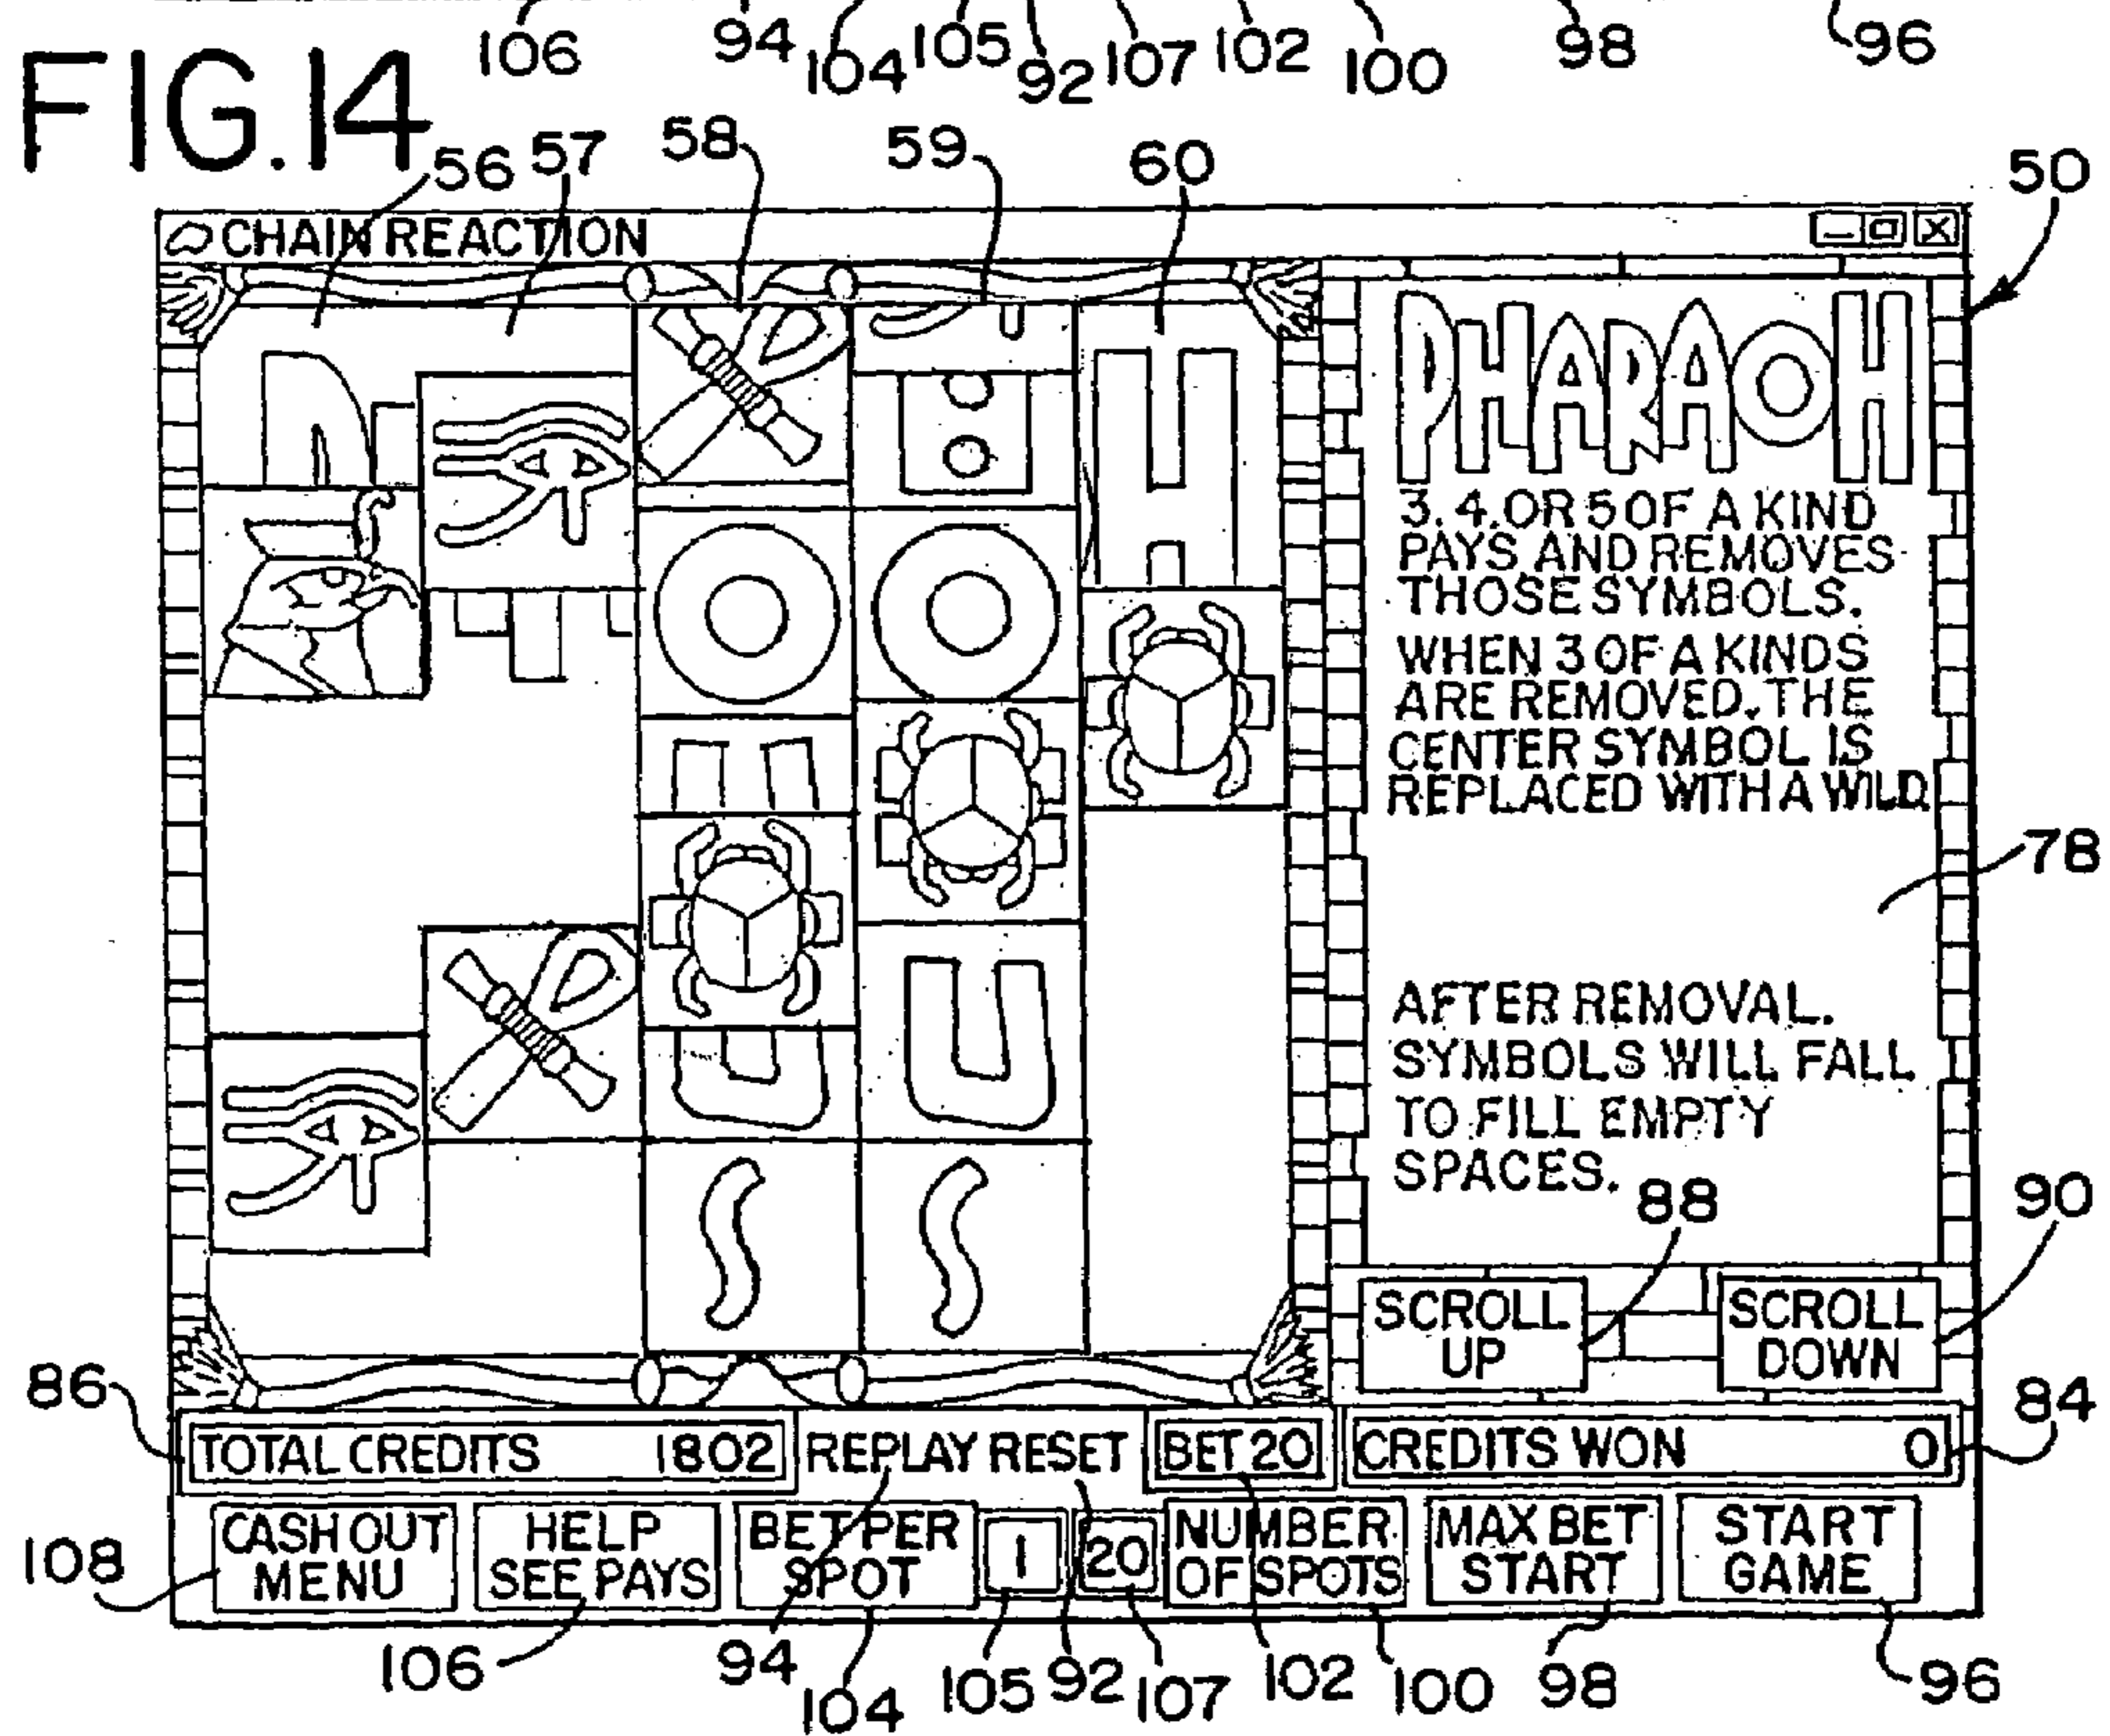 106 94 104 105 92 107 102 100 98 96
FIG.14
56 57 58 59 60 50
CHAIN REACTION
PHARAOH
3.4.OR 5 OF A KIND
PAYS AND REMOVES
THOSE SYMBOLS.
WHEN 3 OF A KINDS
ARE REMOVED. THE
CENTER SYMBOL IS
REPLACED WITH A WILD
78
AFTER REMOVAL.
SYMBOLS WILL FALL
TO FILL EMPTY
SPACES.
88 90
SCROLL
UP
SCROLL
DOWN
86 84
TOTAL CREDITS 1802 REPLAY RESET BET 20 CREDITS WON 0
CASH OUT
MENU
HELP
SEE PAYS
BET PER
SPOT
1
20
NUMBER
OF SPOTS
MAX BET
START
START
GAME
108
106 94 104 105 92 107 102 100 98 96